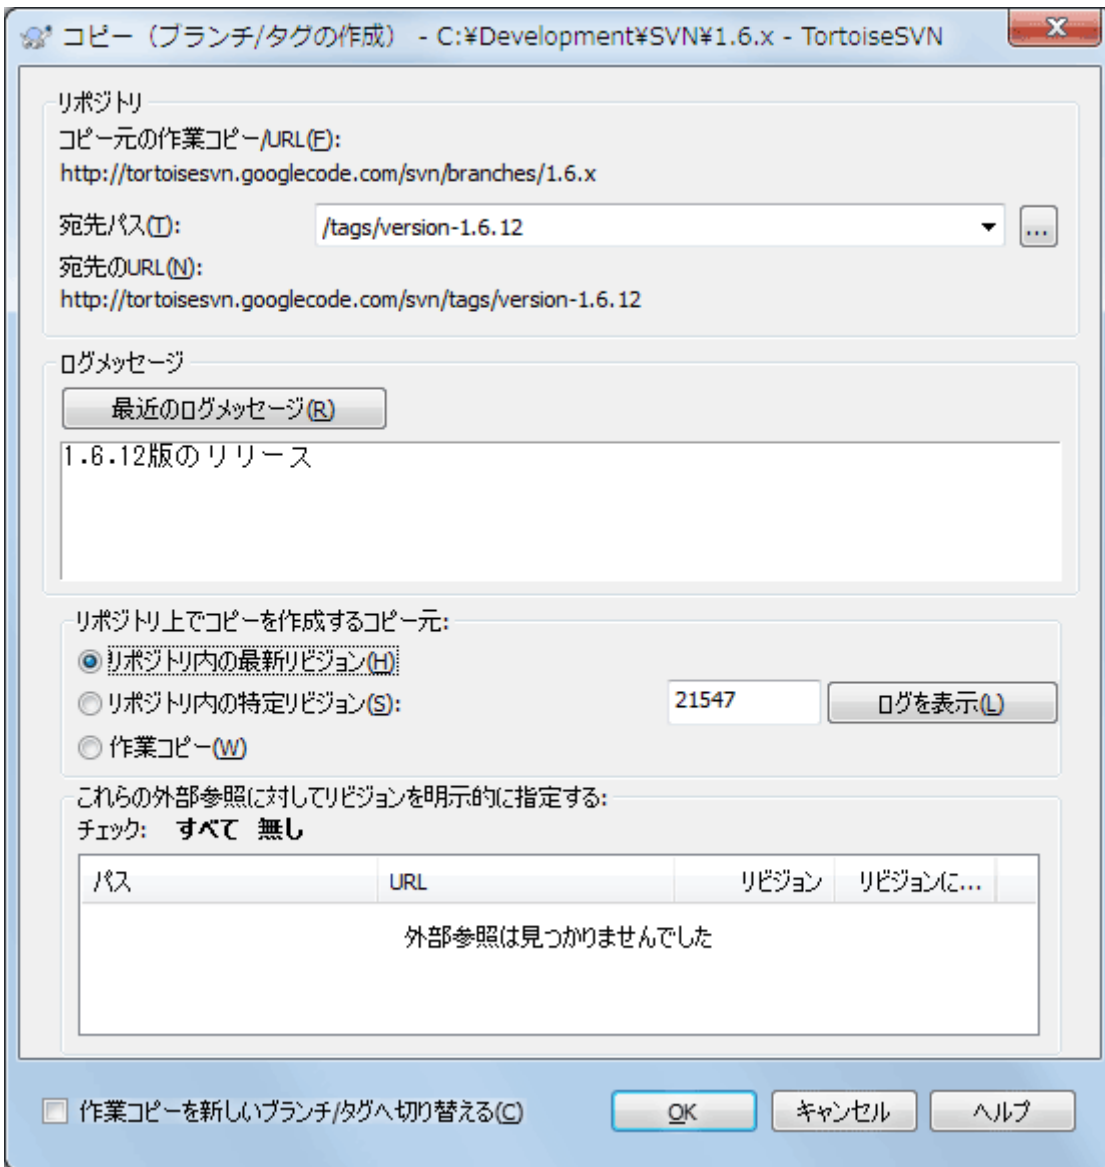 コピー（ブランチ/タグの作成） - C:¥Development¥SVN¥1.6.x - TortoiseSVN
リポジトリ
コピー元の作業コピー/URL(F):
http://tortoisesvn.googlecode.com/svn/branches/1.6.x
宛先パス(T): /tags/version-1.6.12 ...
宛先のURL(N):
http://tortoisesvn.googlecode.com/svn/tags/version-1.6.12
ログメッセージ
最近のログメッセージ(R)
1.6.12版のリリース
リポジトリ上でコピーを作成するコピー元:
リポジトリ内の最新リビジョン(H)
リポジトリ内の特定リビジョン(S): 21547 ログを表示(L)
作業コピー(W)
これらの外部参照に対してリビジョンを明示的に指定する:
チェック: すべて 無し
パス URL リビジョン リビジョンに...
外部参照は見つかりませんでした
作業コピーを新しいブランチ/タグへ切り替える(C) OK キャンセル ヘルプ